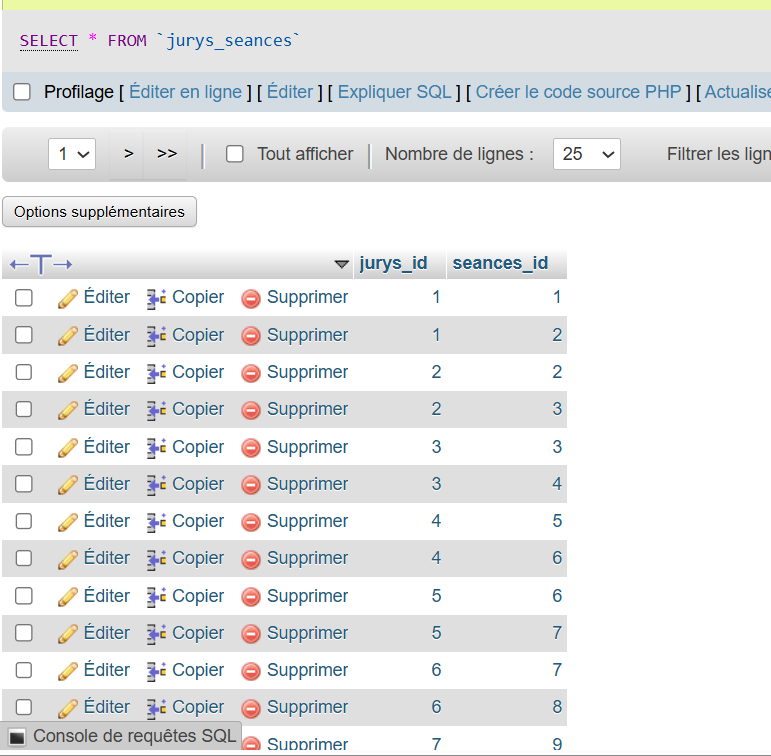 SELECT * FROM `jurys_seances`
Profilage [ Éditer en ligne ] [ Éditer ] [ Expliquer SQL ] [ Créer le code source PHP ] [ Actualise
1 > >> Tout afficher Nombre de lignes : 25 Filtrer les lign
Options supplémentaires
←T→ jurys_id seances_id
Éditer Copier Supprimer 1 1
Éditer Copier Supprimer 1 2
Éditer Copier Supprimer 2 2
Éditer Copier Supprimer 2 3
Éditer Copier Supprimer 3 3
Éditer Copier Supprimer 3 4
Éditer Copier Supprimer 4 5
Éditer Copier Supprimer 4 6
Éditer Copier Supprimer 5 6
Éditer Copier Supprimer 5 7
Éditer Copier Supprimer 6 7
Éditer Copier Supprimer 6 8
Console de requêtes SQL Supprimer 7 9